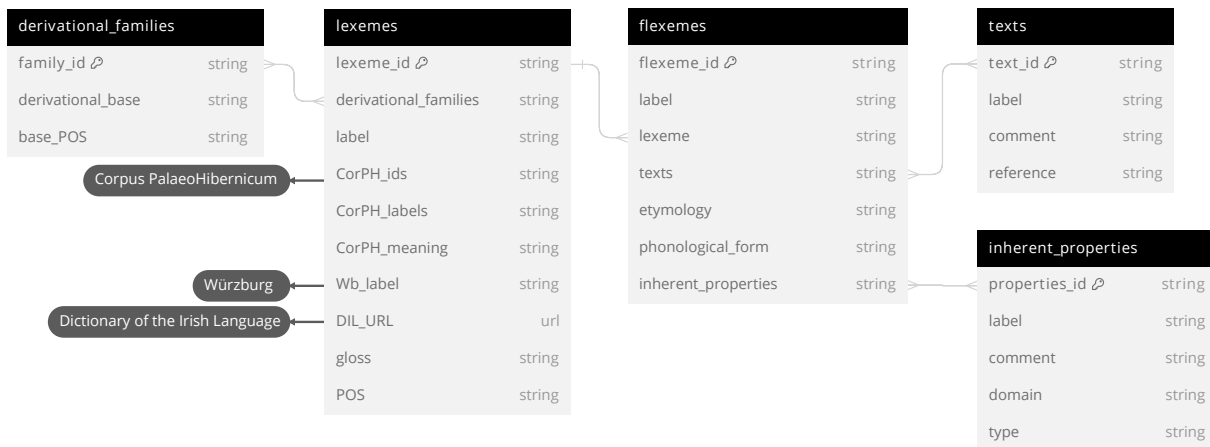 derivational_families
family_id string
derivational_base string
base_POS string
Corpus PalaeoHibernicum
Würzburg
Dictionary of the Irish Language
lexemes
lexeme_id string
derivational_families string
label string
CorPH_ids string
CorPH_labels string
CorPH_meaning string
Wb_label string
DIL_URL url
gloss string
POS string
flexemes
flexeme_id string
label string
lexeme string
texts string
etymology string
phonological_form string
inherent_properties string
texts
text_id string
label string
comment string
reference string
inherent_properties
properties_id string
label string
comment string
domain string
type string